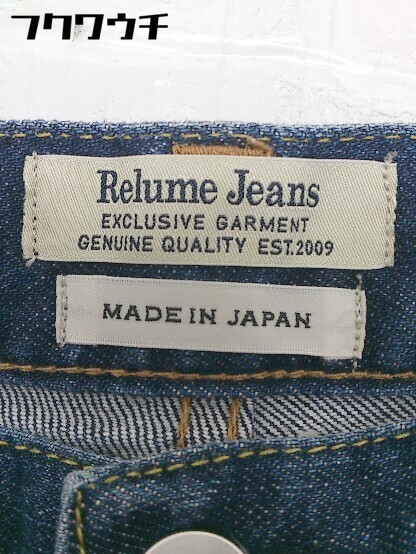 フクワウチ
Relume Jeans
EXCLUSIVE GARMENT
GENUINE QUALITY EST.2009
MADE IN JAPAN